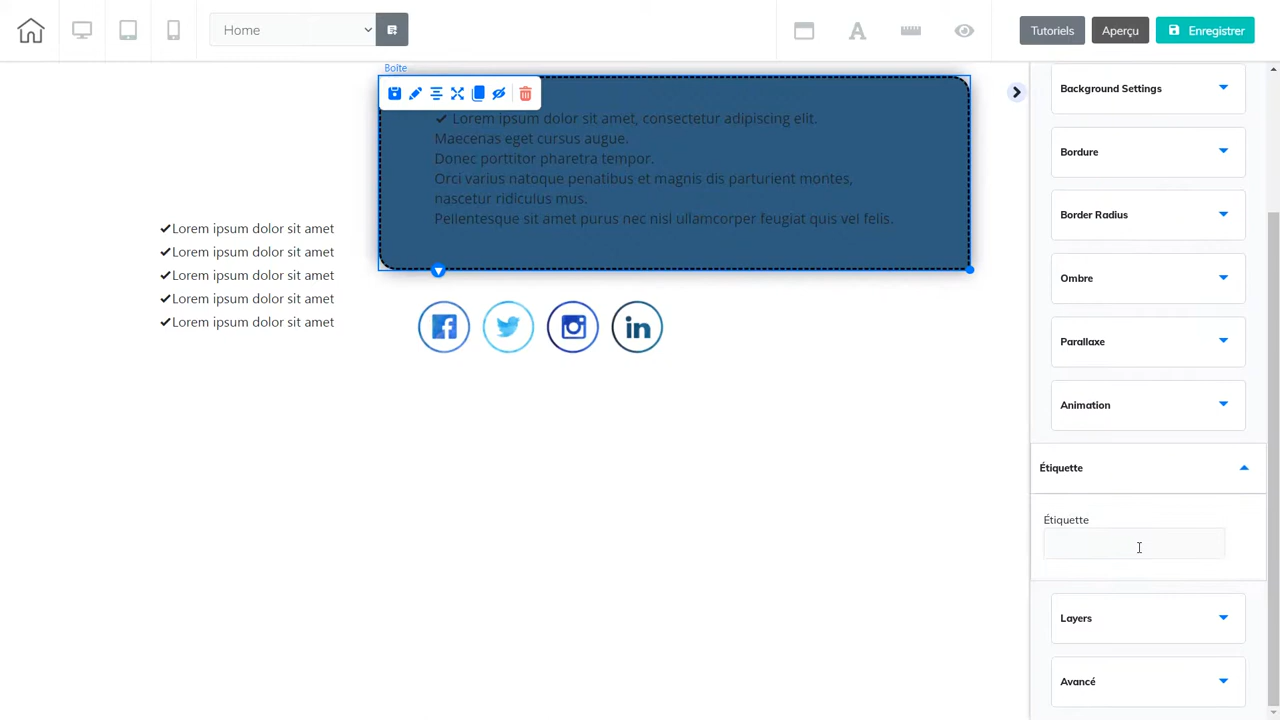 Home
Tutoriels
Aperçu
Enregistrer
Boîte
✔ Lorem ipsum dolor sit amet, consectetur adipiscing elit.
Maecenas eget cursus augue.
Donec porttitor pharetra tempor.
Orci varius natoque penatibus et magnis dis parturient montes,
nascetur ridiculus mus.
Pellentesque sit amet purus nec nisl ullamcorper feugiat quis vel felis.
✔Lorem ipsum dolor sit amet
✔Lorem ipsum dolor sit amet
✔Lorem ipsum dolor sit amet
✔Lorem ipsum dolor sit amet
✔Lorem ipsum dolor sit amet
Background Settings
Bordure
Border Radius
Ombre
Parallaxe
Animation
Étiquette
Étiquette
Layers
Avancé